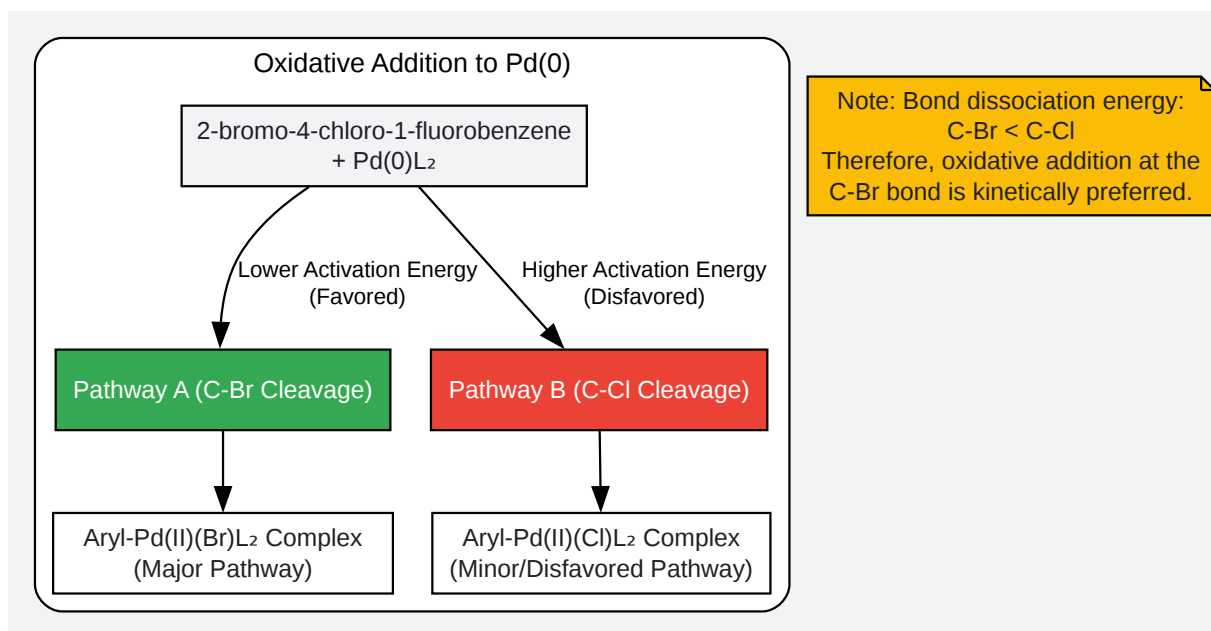 Oxidative Addition to Pd(0)
2-bromo-4-chloro-1-fluorobenzene
+ Pd(0)L₂
Note: Bond dissociation energy:
C-Br < C-Cl
Therefore, oxidative addition at the
C-Br bond is kinetically preferred.
Lower Activation Energy
(Favored)
Higher Activation Energy
(Disfavored)
Pathway A (C-Br Cleavage)
Pathway B (C-Cl Cleavage)
Aryl-Pd(II)(Br)L₂ Complex
(Major Pathway)
Aryl-Pd(II)(Cl)L₂ Complex
(Minor/Disfavored Pathway)